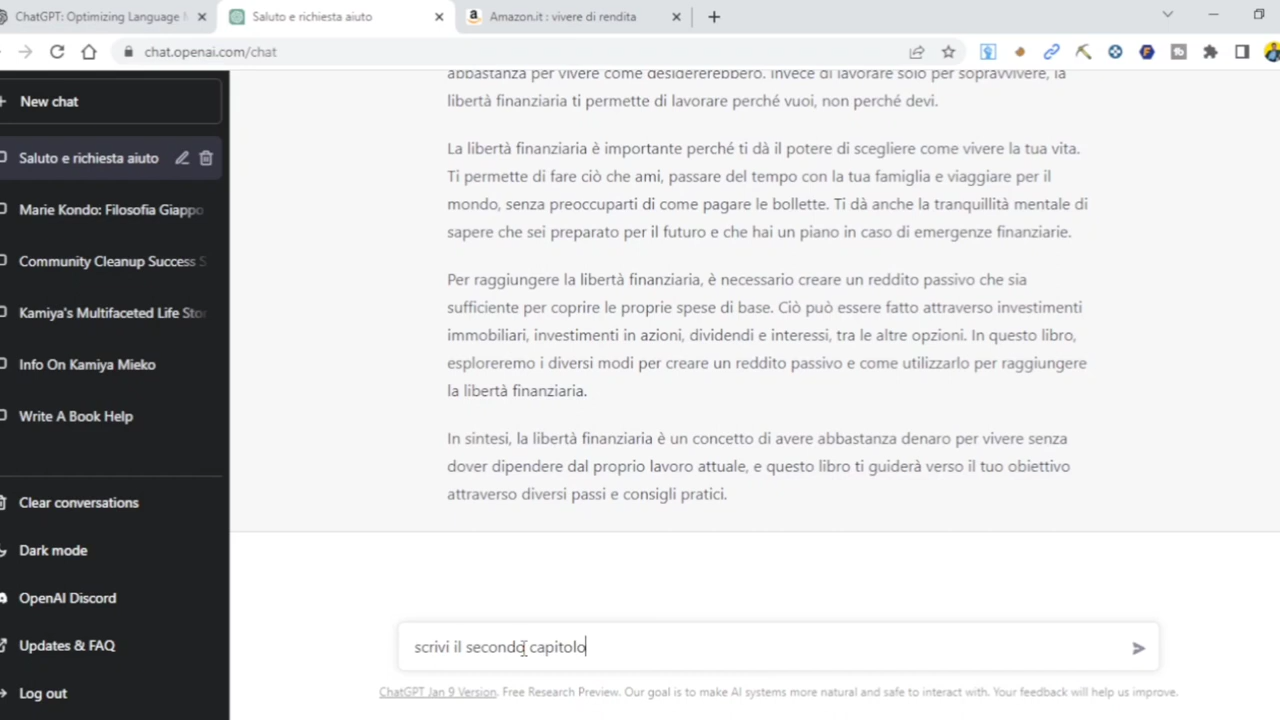 ChatGPT: Optimizing Language
Saluto e richiesta aiuto
Amazon.it : vivere di rendita
chat.openai.com/chat
New chat
Saluto e richiesta aiuto
Marie Kondo: Filosofia Giappo
Community Cleanup Success S
Kamiya's Multifaceted Life Sto
Info On Kamiya Mieko
Write A Book Help
Clear conversations
Dark mode
OpenAI Discord
Updates & FAQ
Log out
abbastanza per vivere come desidererebbero. Invece di lavorare solo per sopravvivere, la
libertà finanziaria ti permette di lavorare perché vuoi, non perché devi.
La libertà finanziaria è importante perché ti dà il potere di scegliere come vivere la tua vita.
Ti permette di fare ciò che ami, passare del tempo con la tua famiglia e viaggiare per il
mondo, senza preoccuparti di come pagare le bollette. Ti dà anche la tranquillità mentale di
sapere che sei preparato per il futuro e che hai un piano in caso di emergenze finanziarie.
Per raggiungere la libertà finanziaria, è necessario creare un reddito passivo che sia
sufficiente per coprire le proprie spese di base. Ciò può essere fatto attraverso investimenti
immobiliari, investimenti in azioni, dividendi e interessi, tra le altre opzioni. In questo libro,
esploreremo i diversi modi per creare un reddito passivo e come utilizzarlo per raggiungere
la libertà finanziaria.
In sintesi, la libertà finanziaria è un concetto di avere abbastanza denaro per vivere senza
dover dipendere dal proprio lavoro attuale, e questo libro ti guiderà verso il tuo obiettivo
attraverso diversi passi e consigli pratici.
scrivi il secondo capitolo
ChatGPT Jan 9 Version. Free Research Preview. Our goal is to make AI systems more natural and safe to interact with. Your feedback will help us improve.